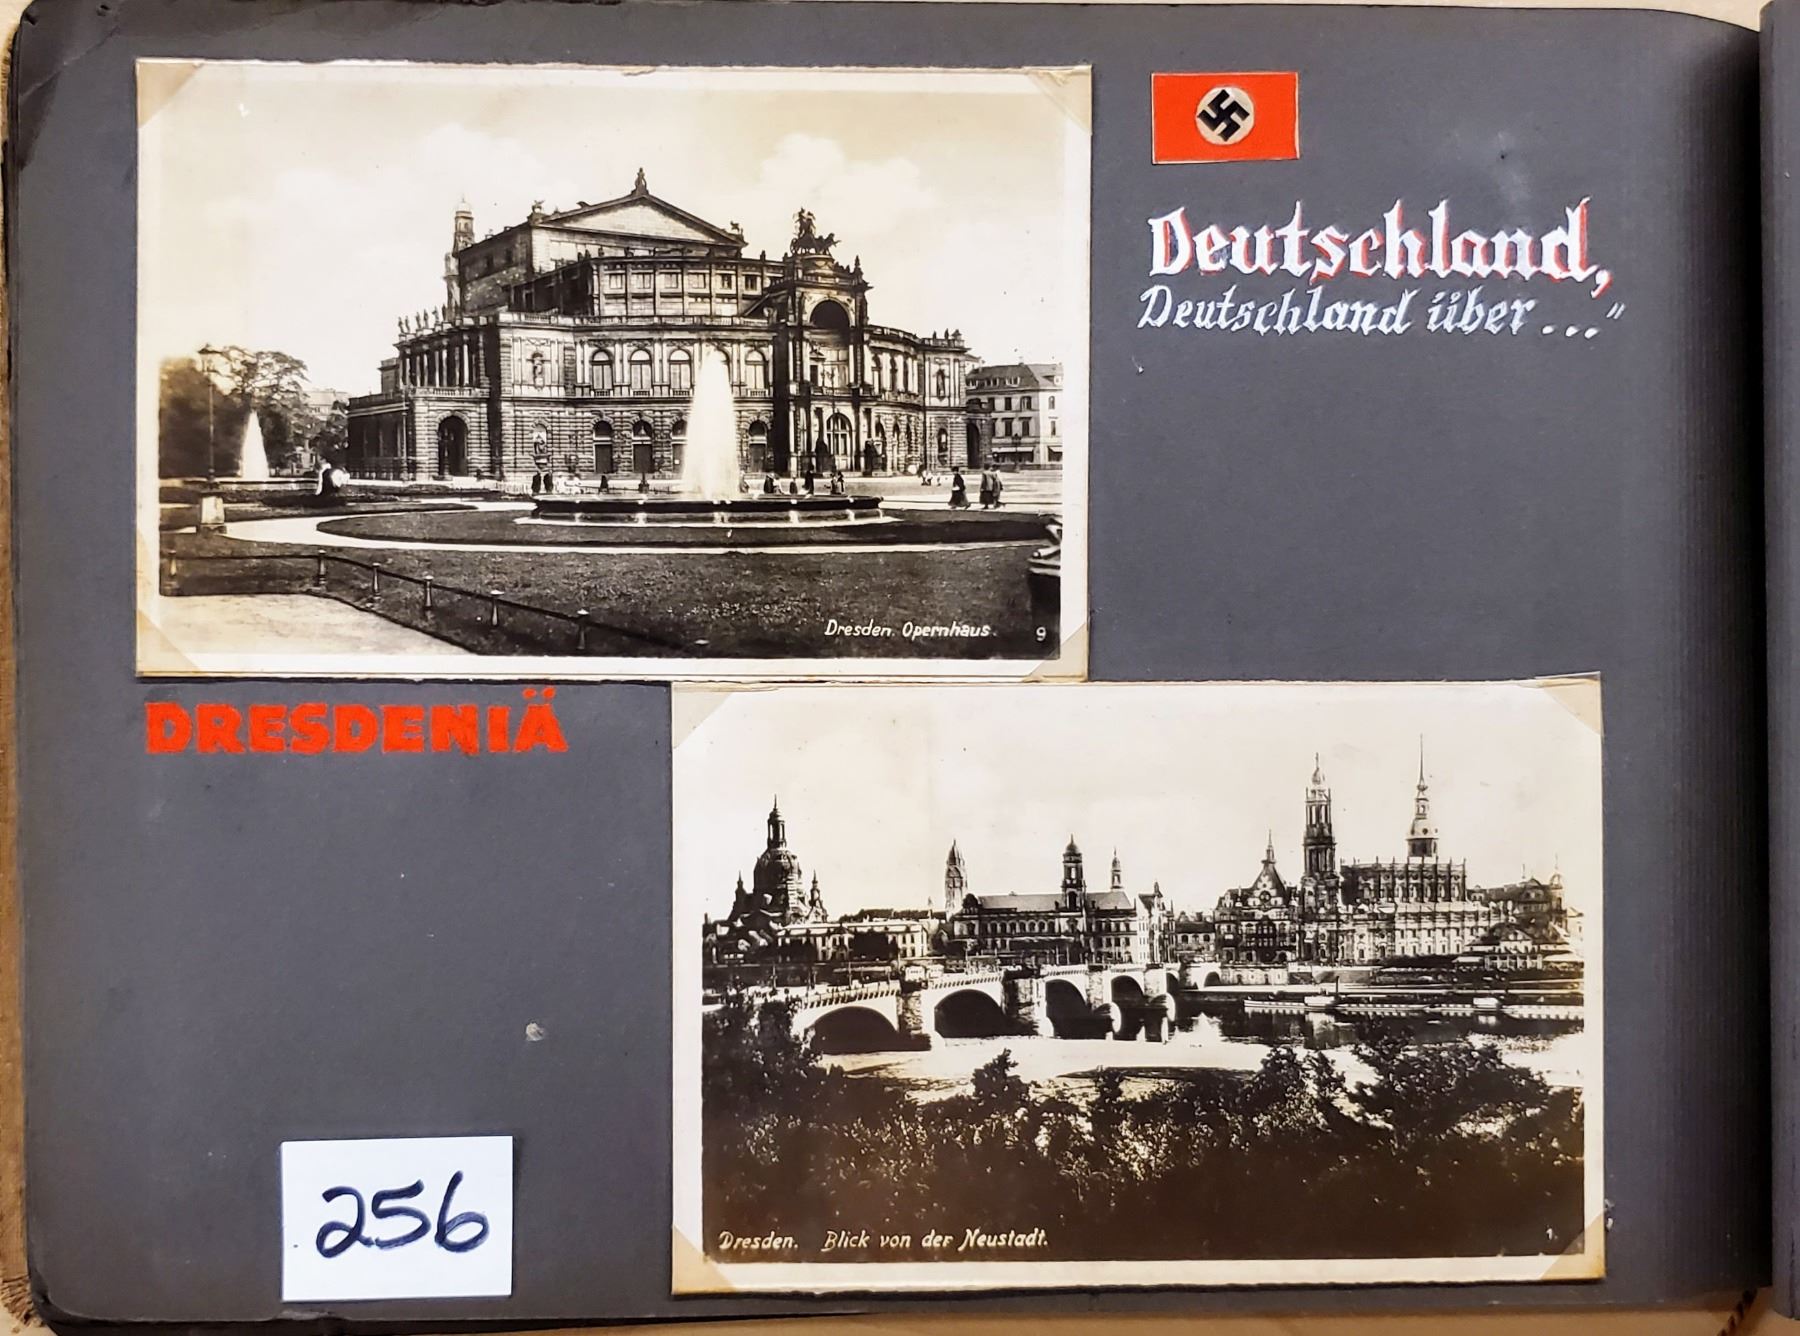 Deutschland,
Deutschland über ..."
Dresden. Opernhaus. 9
DRESDENIÄ
Dresden. Blick von der Neustadt. 1.
256